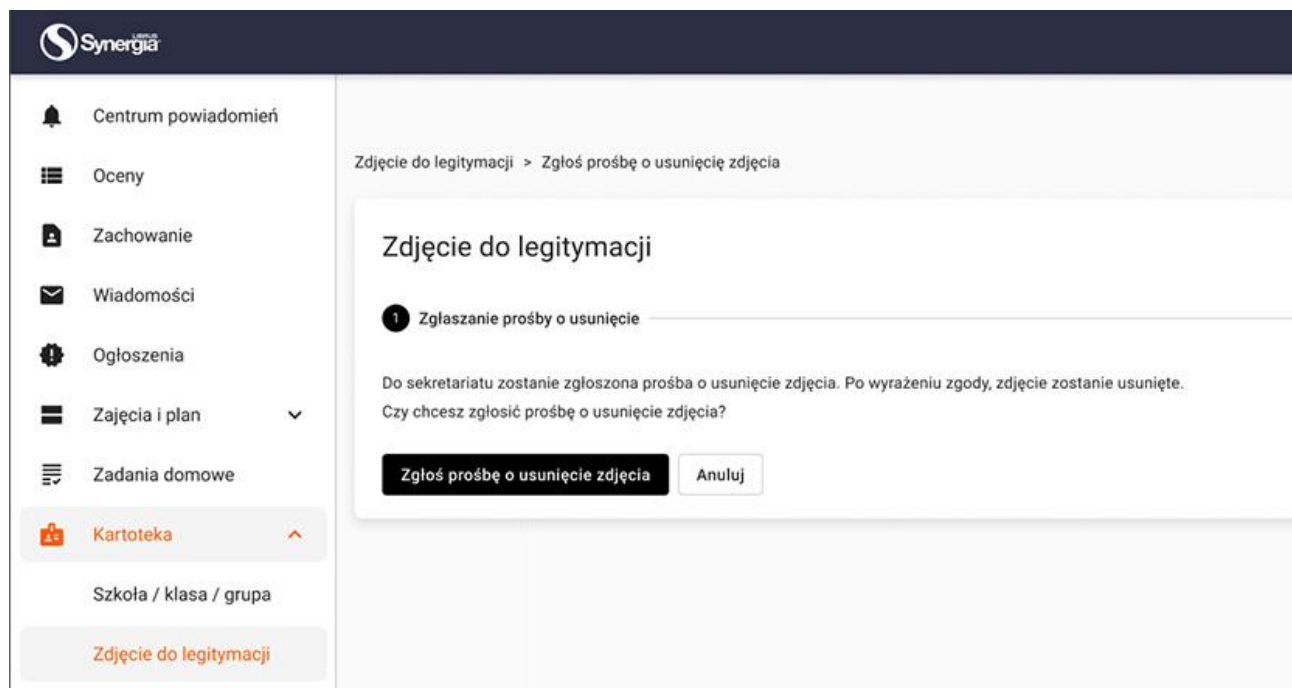 LIBRUS
Synergia
Centrum powiadomień
Oceny
Zachowanie
Wiadomości
Ogłoszenia
Zajęcia i plan
Zadania domowe
Kartoteka
Szkoła / klasa / grupa
Zdjęcie do legitymacji
Zdjęcie do legitymacji > Zgłoś prośbę o usunięcię zdjęcia
Zdjęcie do legitymacji
1 Zgłaszanie prośby o usunięcie
Do sekretariatu zostanie zgłoszona prośba o usunięcie zdjęcia. Po wyrażeniu zgody, zdjęcie zostanie usunięte.
Czy chcesz zgłosić prośbę o usunięcie zdjęcia?
Zgłoś prośbę o usunięcie zdjęcia Anuluj